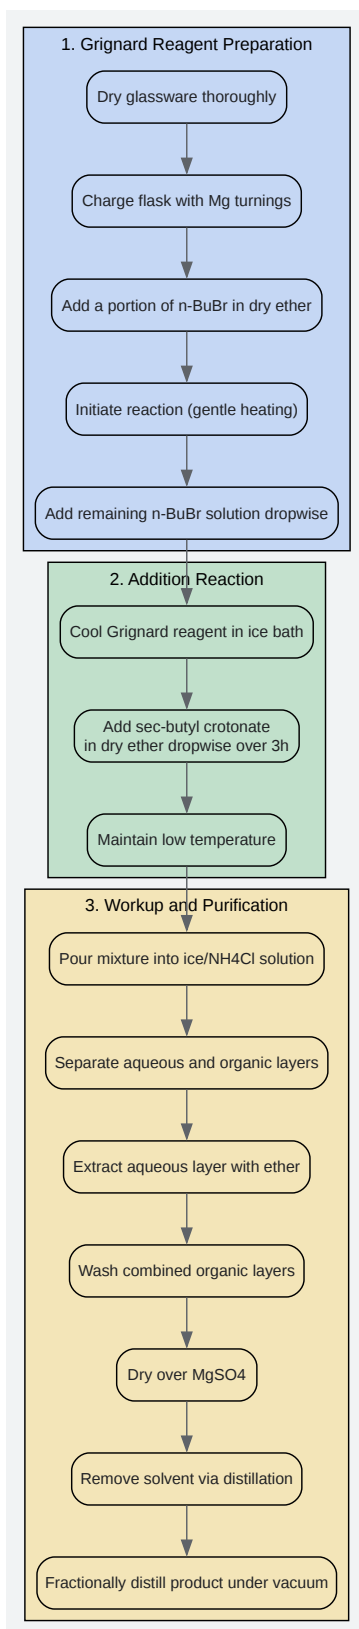 1. Grignard Reagent Preparation
Dry glassware thoroughly
Charge flask with Mg turnings
Add a portion of n-BuBr in dry ether
Initiate reaction (gentle heating)
Add remaining n-BuBr solution dropwise
2. Addition Reaction
Cool Grignard reagent in ice bath
Add sec-butyl crotonate
in dry ether dropwise over 3h
Maintain low temperature
3. Workup and Purification
Pour mixture into ice/NH4Cl solution
Separate aqueous and organic layers
Extract aqueous layer with ether
Wash combined organic layers
Dry over MgSO4
Remove solvent via distillation
Fractionally distill product under vacuum